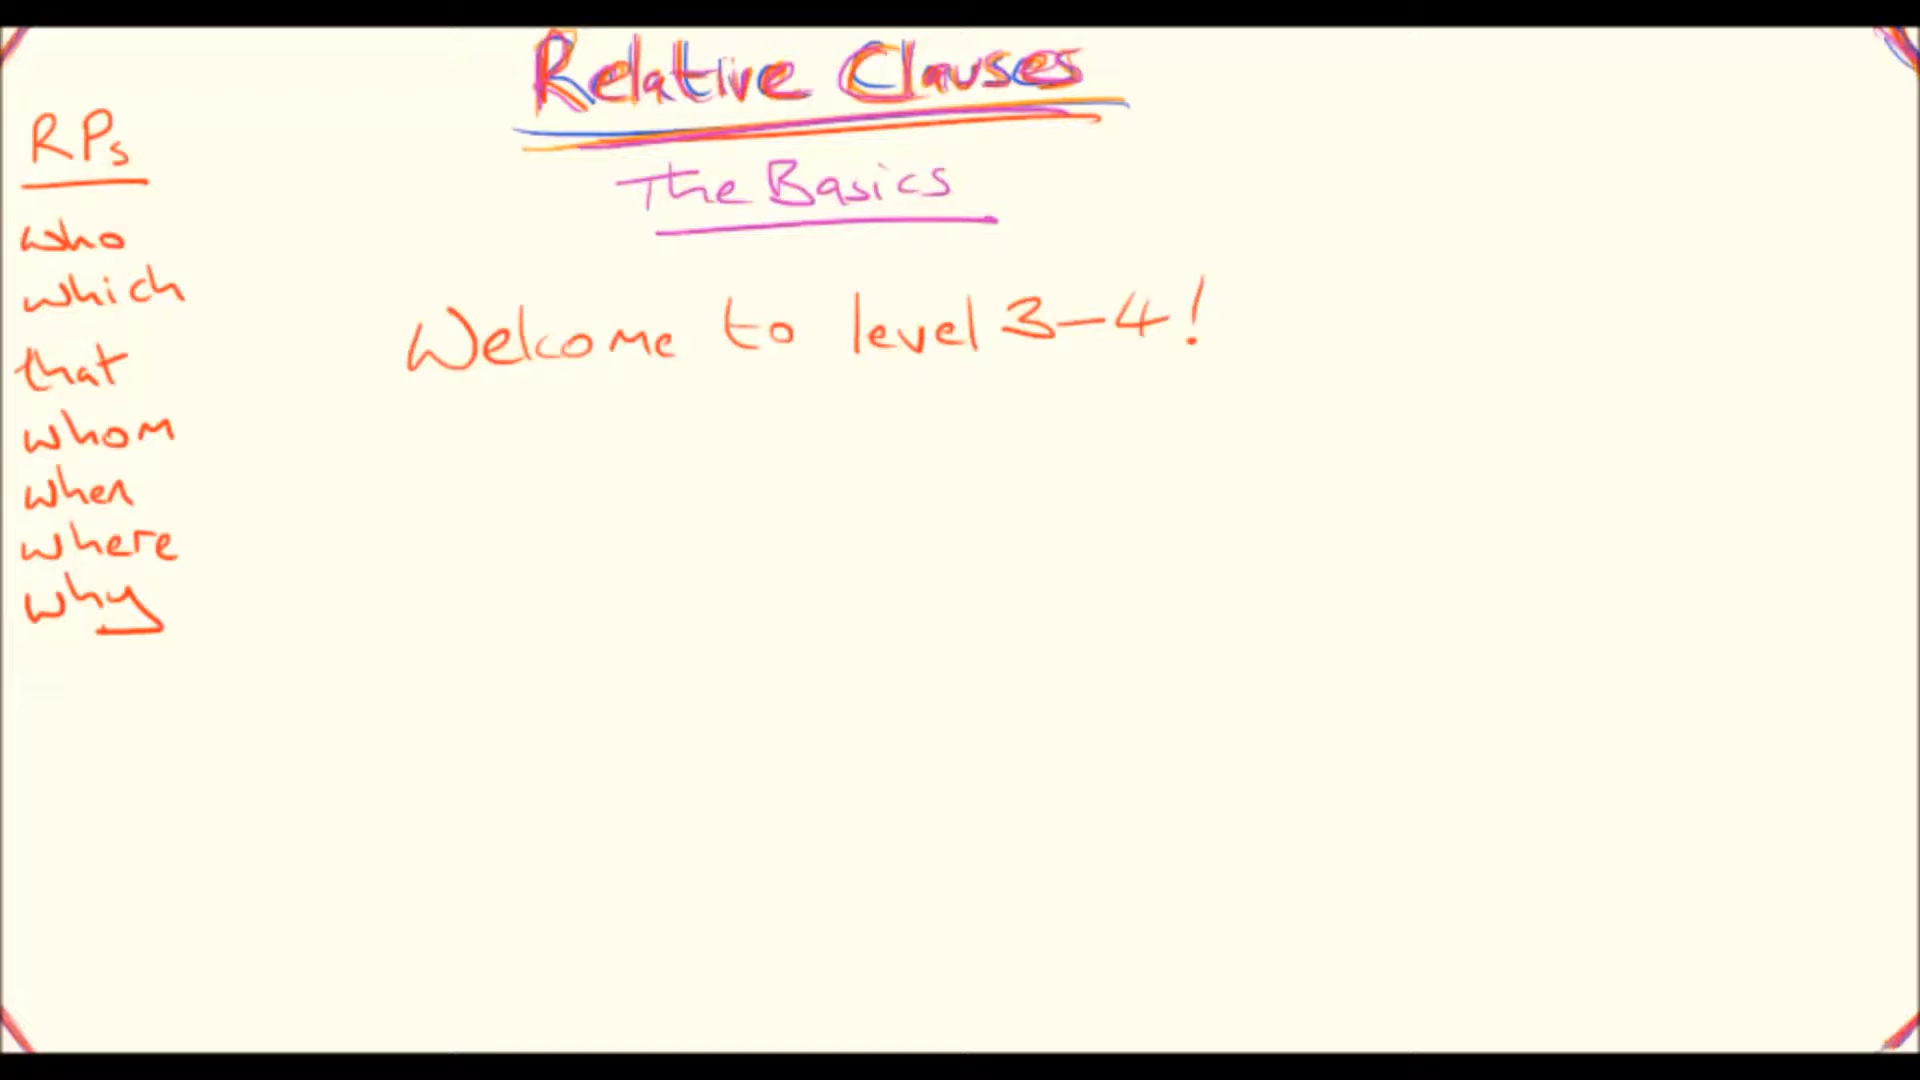 Relative Clauses
The Basics
RPs
who
which
that
whom
when
where
why
Welcome to level 3-4!